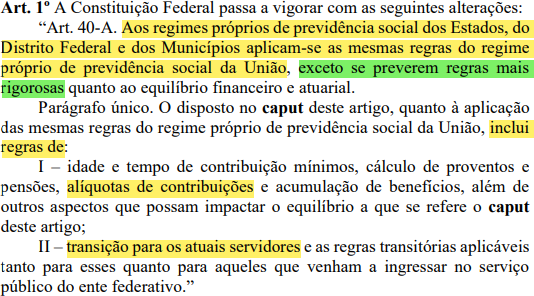 Art. 1º A Constituição Federal passa a vigorar com as seguintes alterações:
“Art. 40-A. Aos regimes próprios de previdência social dos Estados, do
Distrito Federal e dos Municípios aplicam-se as mesmas regras do regime
próprio de previdência social da União, exceto se preverem regras mais
rigorosas quanto ao equilíbrio financeiro e atuarial.
Parágrafo único. O disposto no caput deste artigo, quanto à aplicação
das mesmas regras do regime próprio de previdência social da União, inclui
regras de:
I – idade e tempo de contribuição mínimos, cálculo de proventos e
pensões, alíquotas de contribuições e acumulação de benefícios, além de
outros aspectos que possam impactar o equilíbrio a que se refere o caput
deste artigo;
II – transição para os atuais servidores e as regras transitórias aplicáveis
tanto para esses quanto para aqueles que venham a ingressar no serviço
público do ente federativo.”